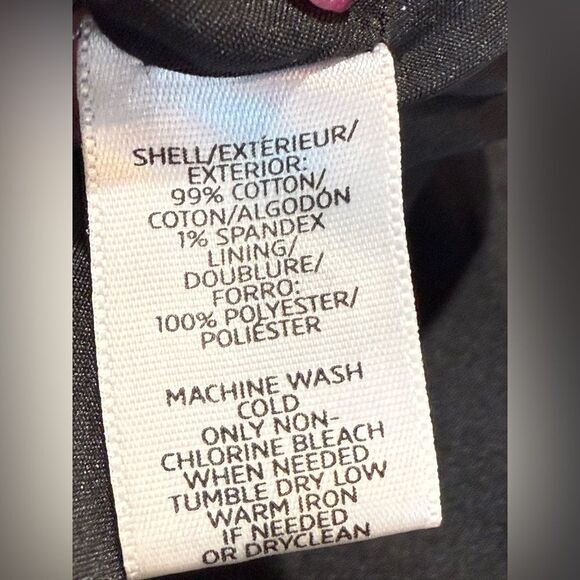 SHELL/EXTÉRIEUR/
EXTERIOR:
99% COTTON/
COTON/ALGODÓN
1% SPANDEX
LINING/
DOUBLURE/
FORRO:
100% POLYESTER/
POLIÉSTER
MACHINE WASH
COLD
ONLY NON-
CHLORINE BLEACH
WHEN NEEDED
TUMBLE DRY LOW
WARM IRON
IF NEEDED
OR DRYCLEAN